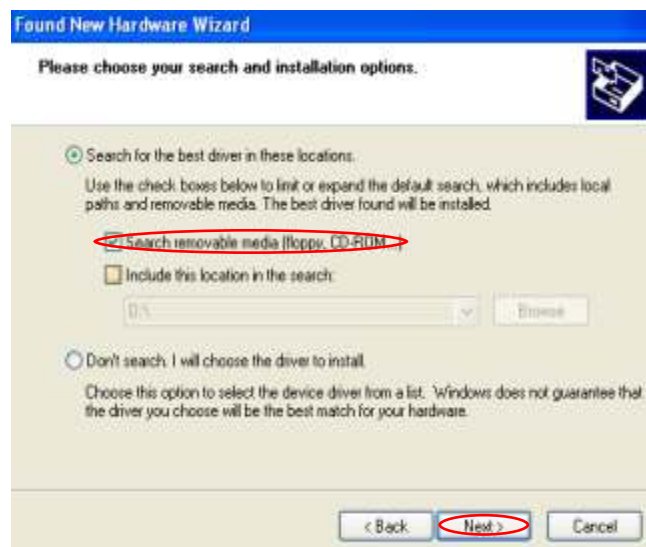 Found New Hardware Wizard
Please choose your search and installation options.
Search for the best driver in these locations.
Use the check boxes below to limit or expand the default search, which includes local
paths and removable media. The best driver found will be installed.
Search removable media (floppy, CD-ROM...)
Include this location in the search:
D:\
Browse
Don't search. I will choose the driver to install.
Choose this option to select the device driver from a list. Windows does not guarantee that
the driver you choose will be the best match for your hardware.
< Back
Next >
Cancel